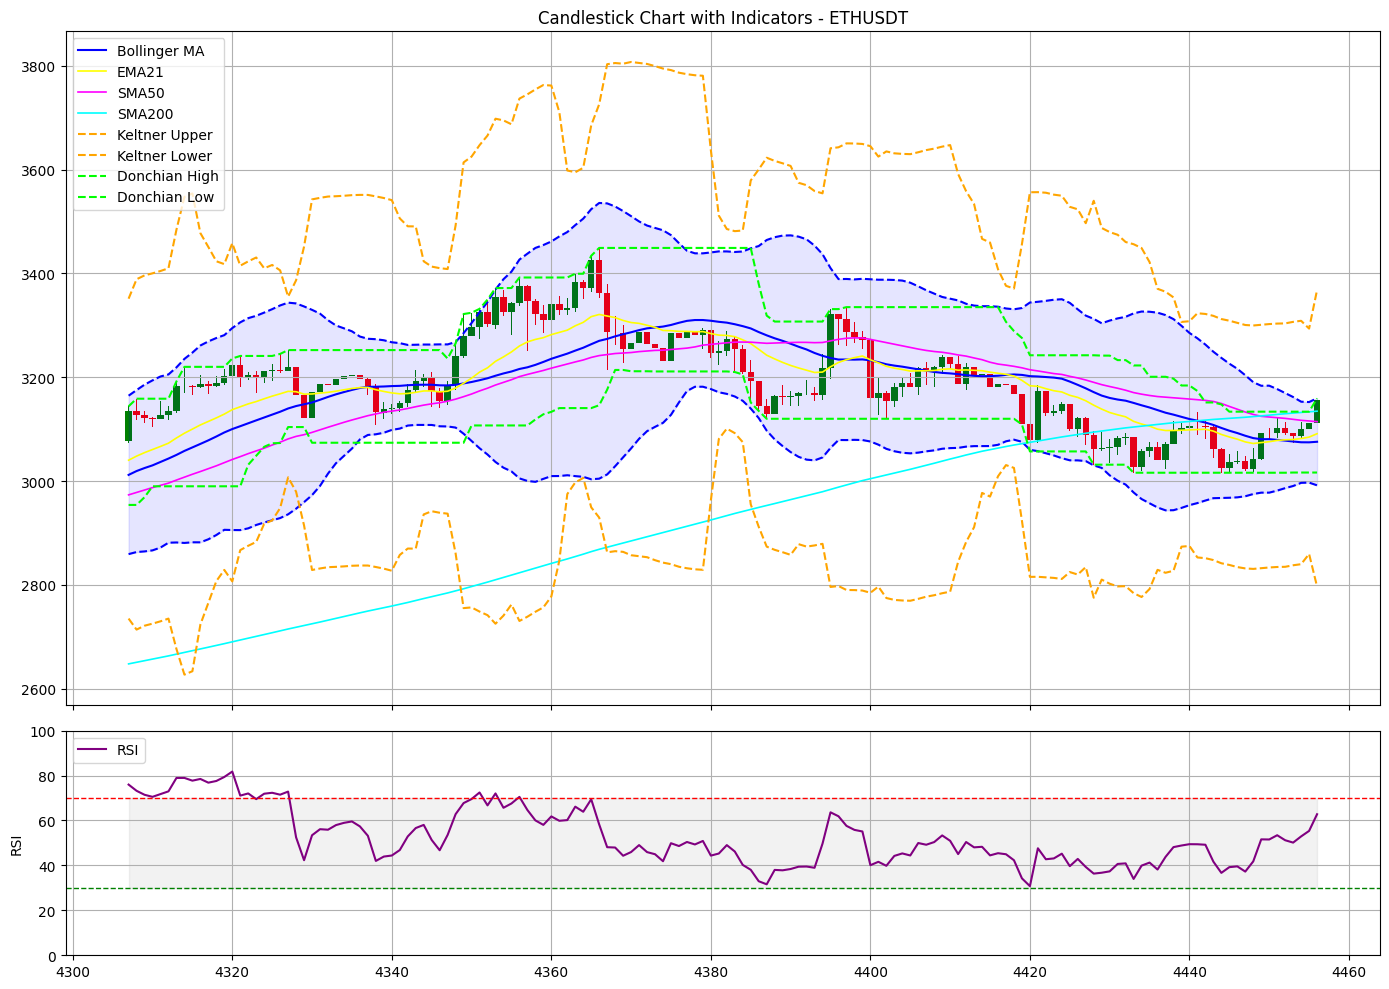 Candlestick Chart with Indicators - ETHUSDT
Bollinger MA
EMA21
SMA50
SMA200
Keltner Upper
Keltner Lower
Donchian High
Donchian Low
3800
3600
3400
3200
3000
2800
2600
RSI
100
80
60
40
20
0
RSI
4300 4320 4340 4360 4380 4400 4420 4440 4460